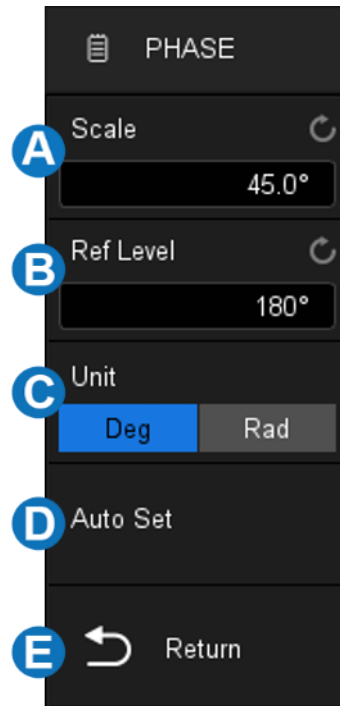 PHASE
A
Scale
45.0°
B
Ref Level
180°
C
Unit
Deg Rad
D
Auto Set
E
Return